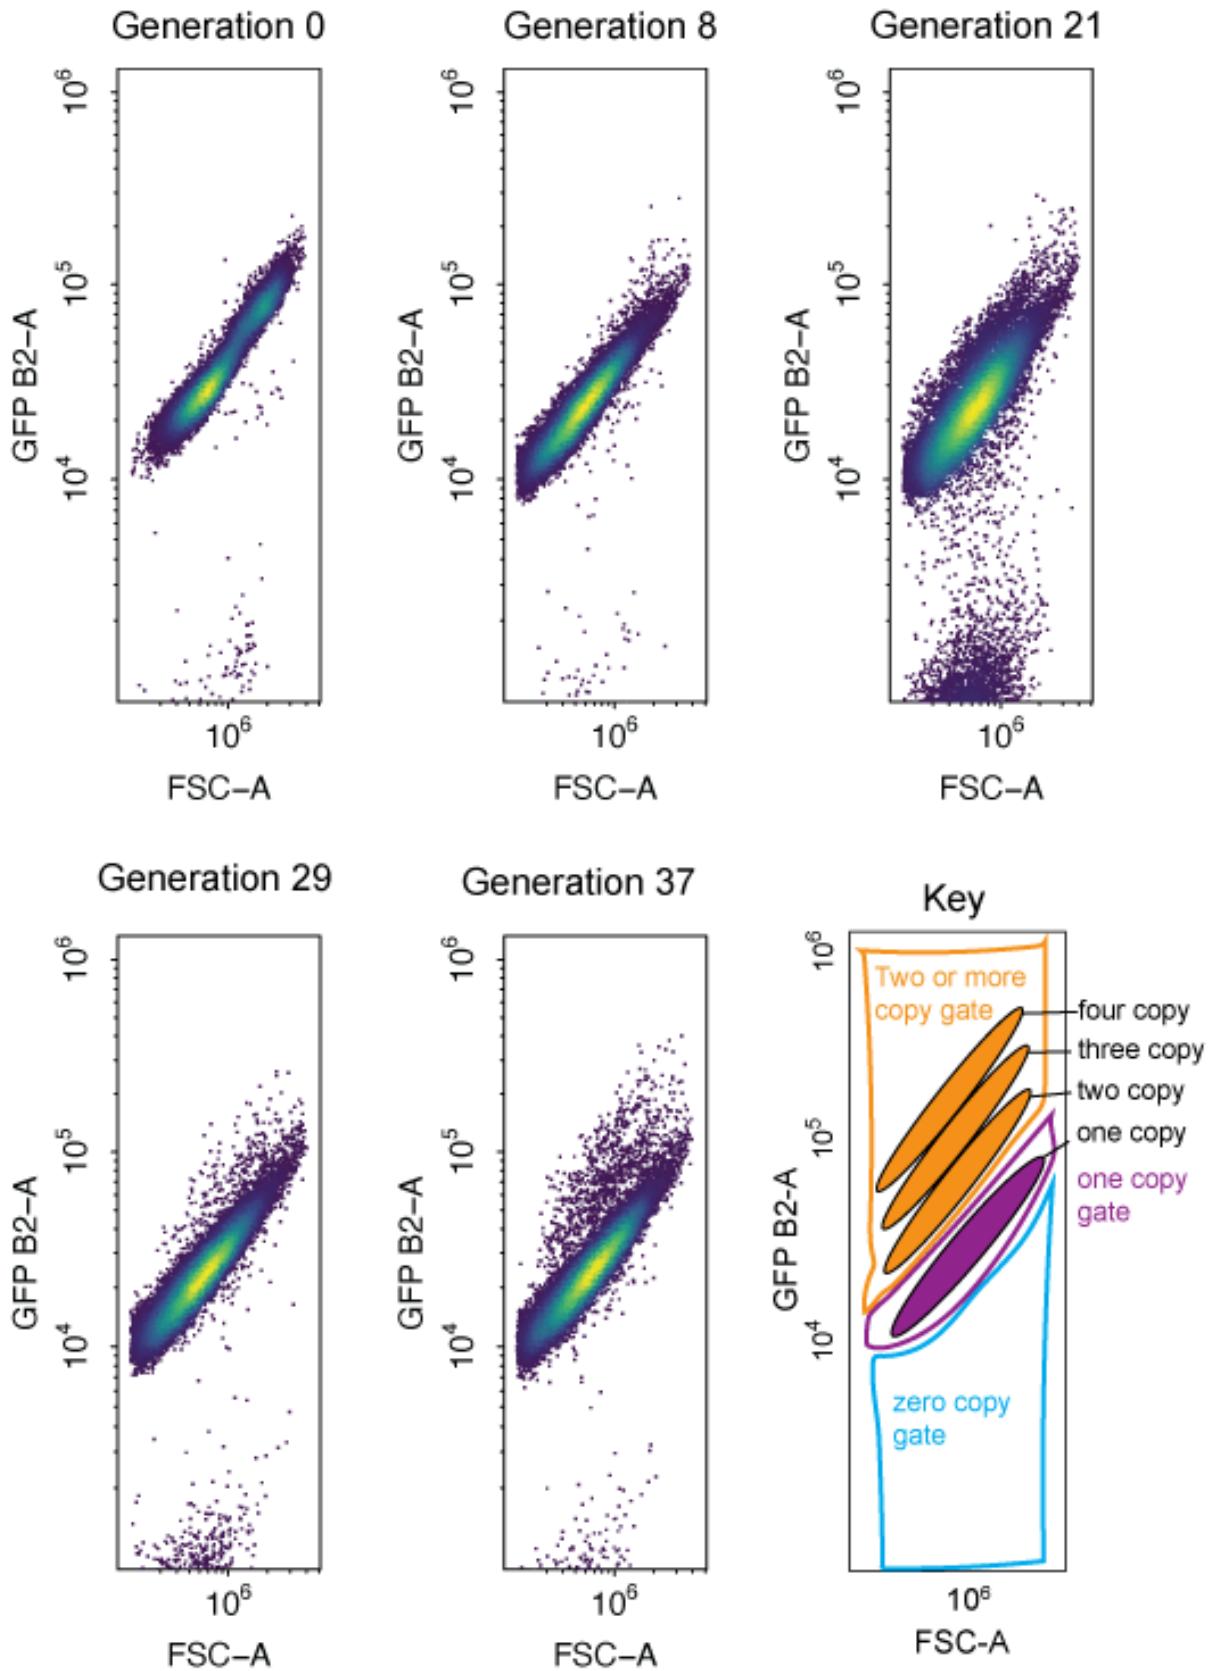 Generation 0
Generation 8
Generation 21
10^6
10^5
10^4
GFP B2–A
10^6
FSC–A
10^6
10^5
10^4
GFP B2–A
10^6
FSC–A
10^6
10^5
10^4
GFP B2–A
10^6
FSC–A
Generation 29
Generation 37
Key
10^6
10^5
10^4
GFP B2–A
10^6
FSC–A
10^6
10^5
10^4
GFP B2–A
10^6
FSC–A
10^6
10^5
10^4
GFP B2-A
Two or more
copy gate
four copy
three copy
two copy
one copy
one copy
gate
zero copy
gate
10^6
FSC-A